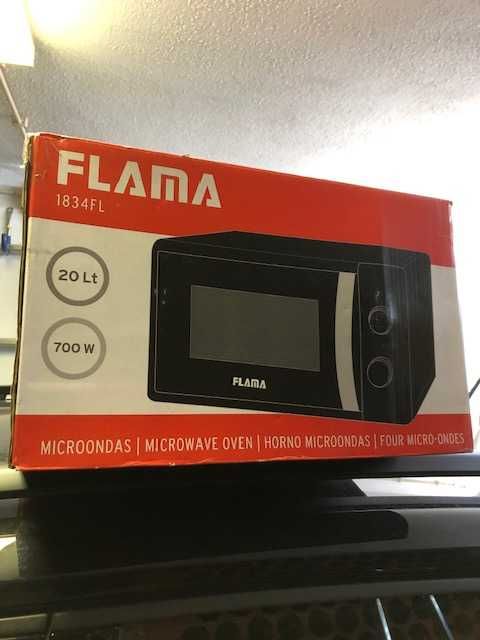 FLAMA
1834FL
20 Lt
700 W
FLAMA
MICROONDAS | MICROWAVE OVEN | HORNO MICROONDAS | FOUR MICRO-ONDES